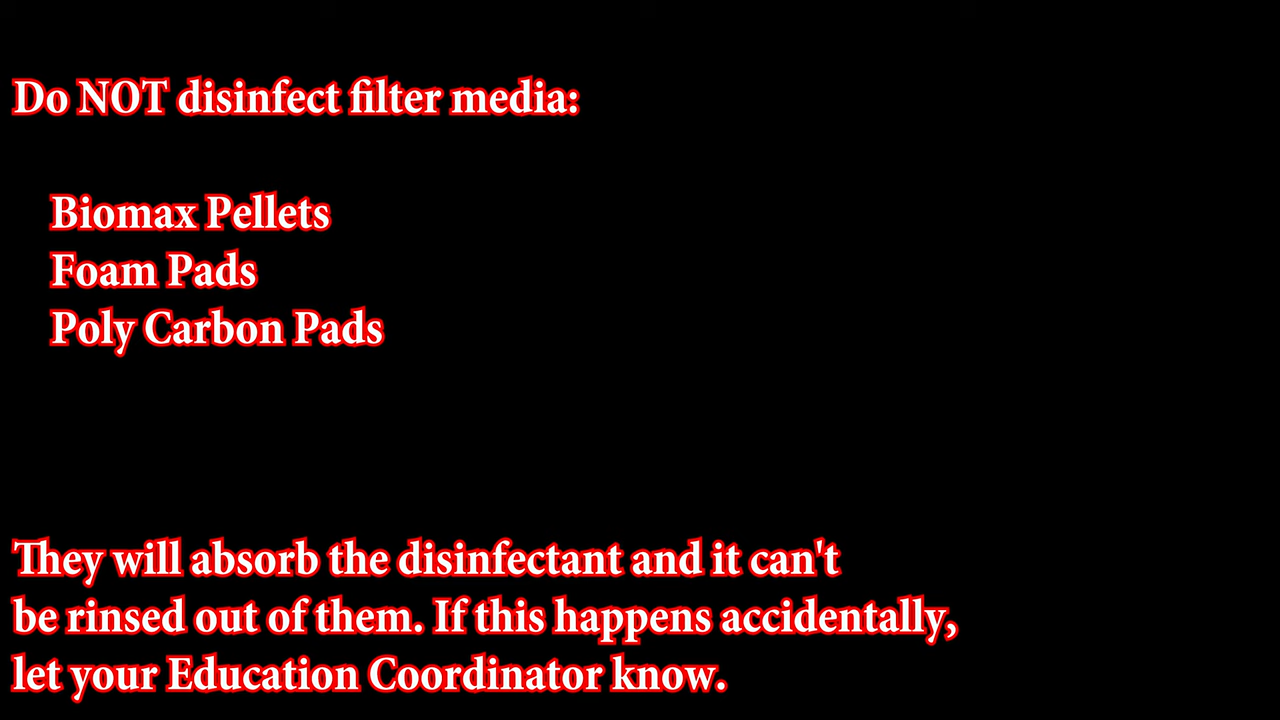 Do NOT disinfect filter media:
Biomax Pellets
Foam Pads
Poly Carbon Pads
They will absorb the disinfectant and it can't
be rinsed out of them. If this happens accidentally,
let your Education Coordinator know.